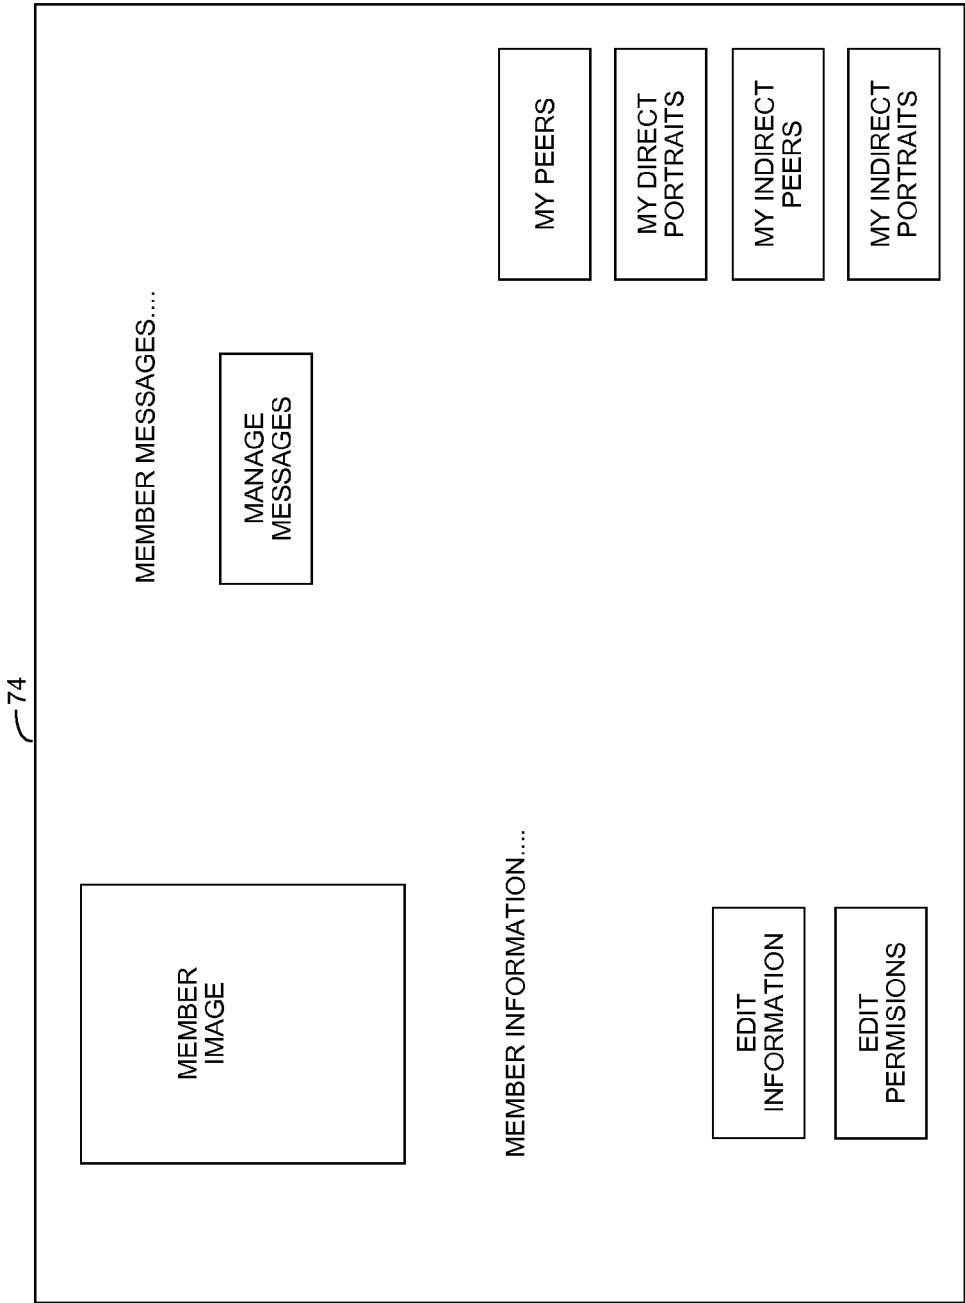 74
MEMBER
IMAGE
MEMBER INFORMATION....
EDIT
INFORMATION
EDIT
PERMISIONS
MEMBER MESSAGES....
MANAGE
MESSAGES
MY PEERS
MY DIRECT
PORTRAITS
MY INDIRECT
PEERS
MY INDIRECT
PORTRAITS